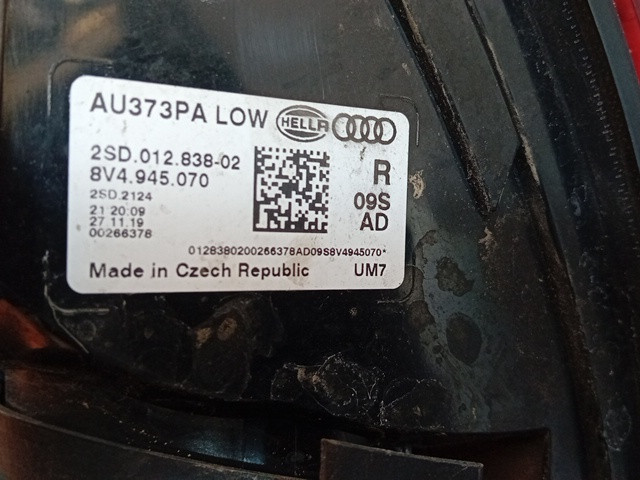 AU373PA LOW HELLA
2SD.012.838-02
8V4.945.070
R
2SD.2124
09S
21 20:09
AD
27.11.19
00266378
0128380200266378AD09S8V4945070*
Made in Czech Republic UM7